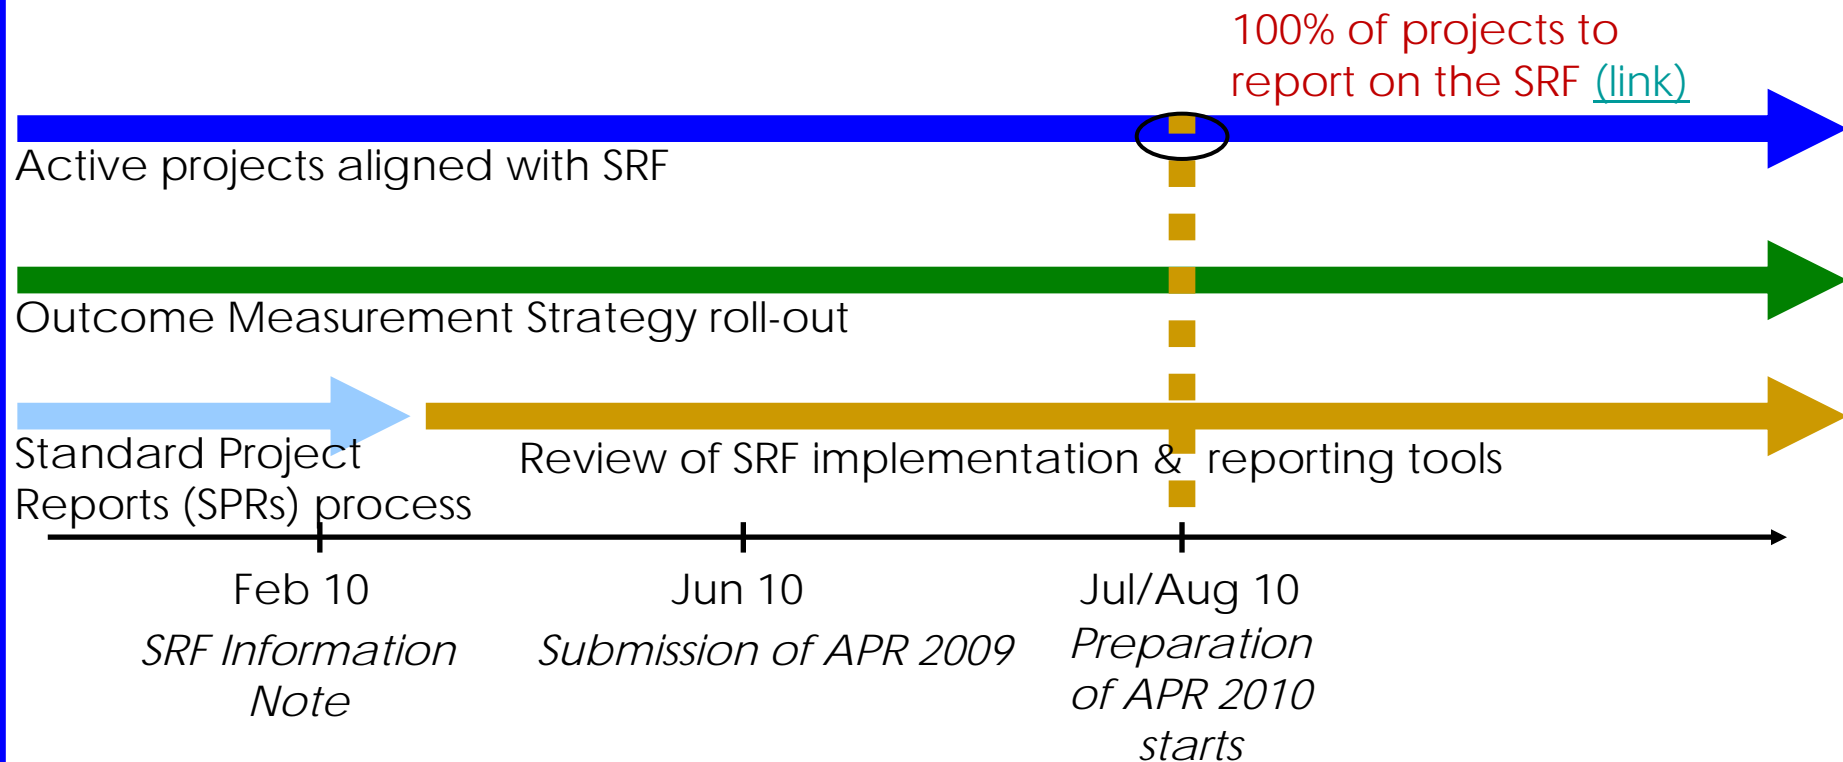 100% of projects to
report on the SRF (link)
Active projects aligned with SRF
Outcome Measurement Strategy roll-out
Standard Project
Reports (SPRs) process
Review of SRF implementation & reporting tools
Feb 10
SRF Information
Note
Jun 10
Submission of APR 2009
Jul/Aug 10
Preparation
of APR 2010
starts